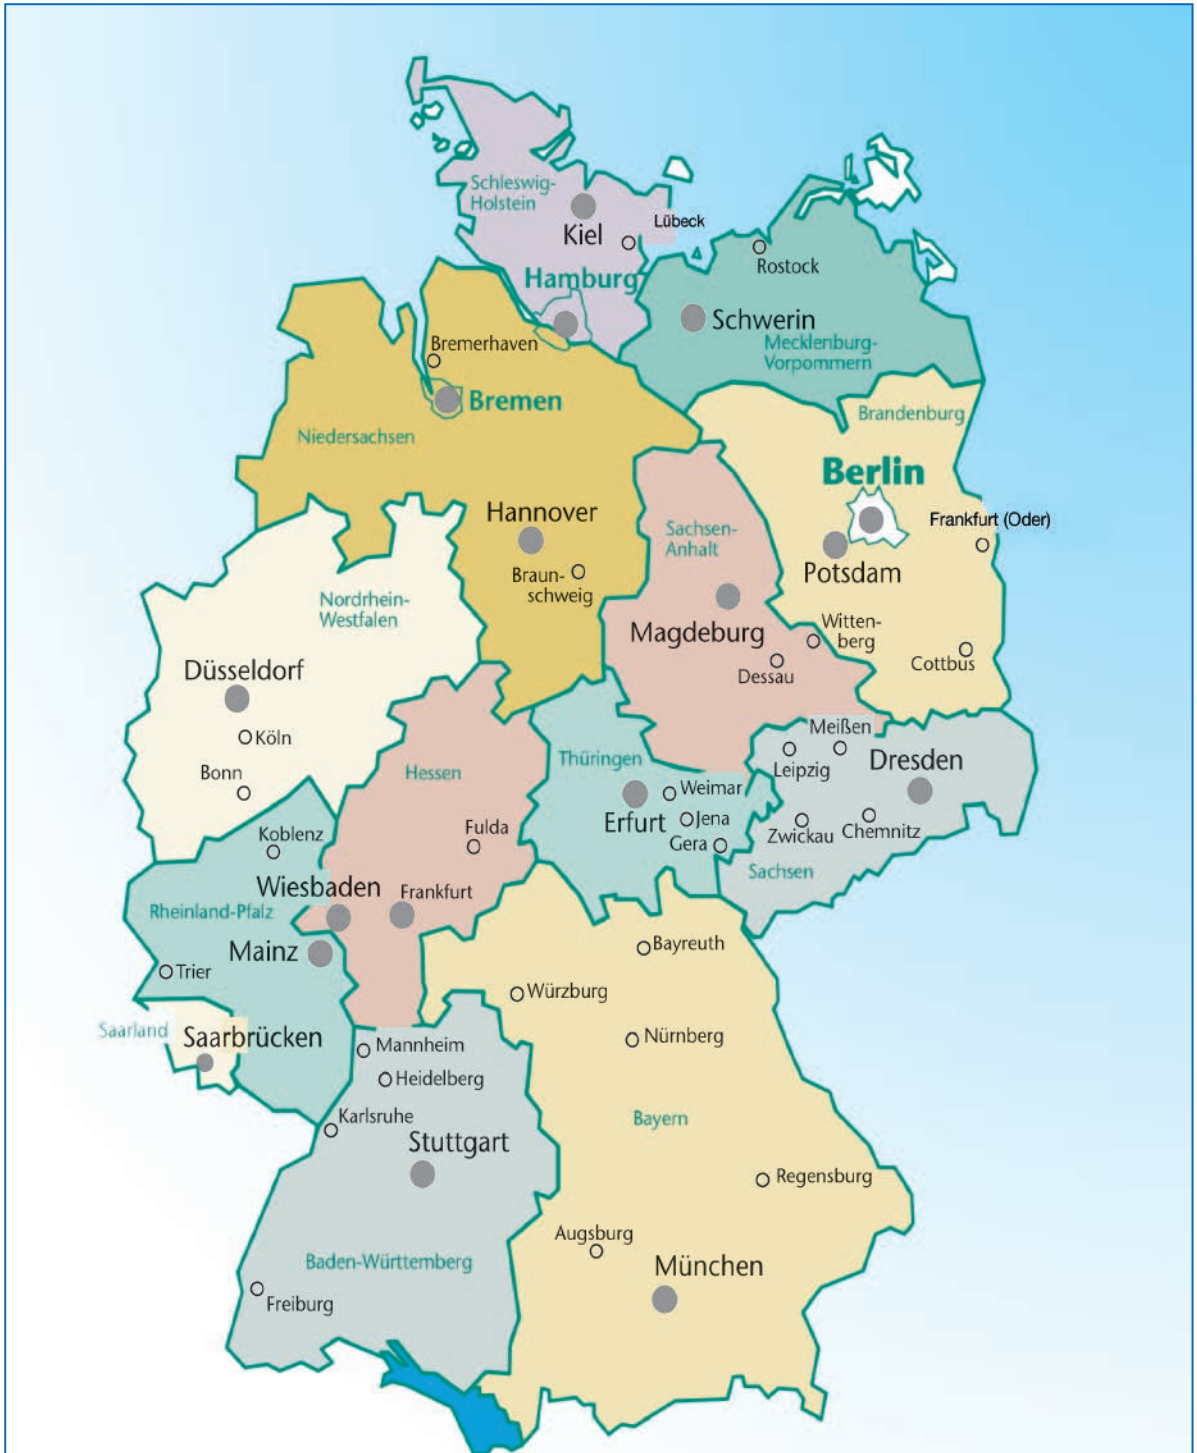 Schleswig-
Holstein
Lübeck
Kiel
Rostock
Hamburg
Schwerin
Mecklenburg-
Vorpommern
Bremerhaven
Bremen
Brandenburg
Niedersachsen
Berlin
Hannover
Frankfurt (Oder)
Sachsen-
Anhalt
Potsdam
Braun-
schweig
Nordrhein-
Westfalen
Magdeburg
Witten-
berg
Cottbus
Dessau
Düsseldorf
Köln
Meißen
Thüringen
Dresden
Leipzig
Hessen
Bonn
Weimar
Erfurt
Jena
Gera
Zwickau
Chemnitz
Koblenz
Fulda
Sachsen
Wiesbaden
Frankfurt
Rheinland-Pfalz
Mainz
Bayreuth
Trier
Würzburg
Saarland
Saarbrücken
Nürnberg
Mannheim
Heidelberg
Karlsruhe
Bayern
Stuttgart
Regensburg
Augsburg
Baden-Württemberg
München
Freiburg